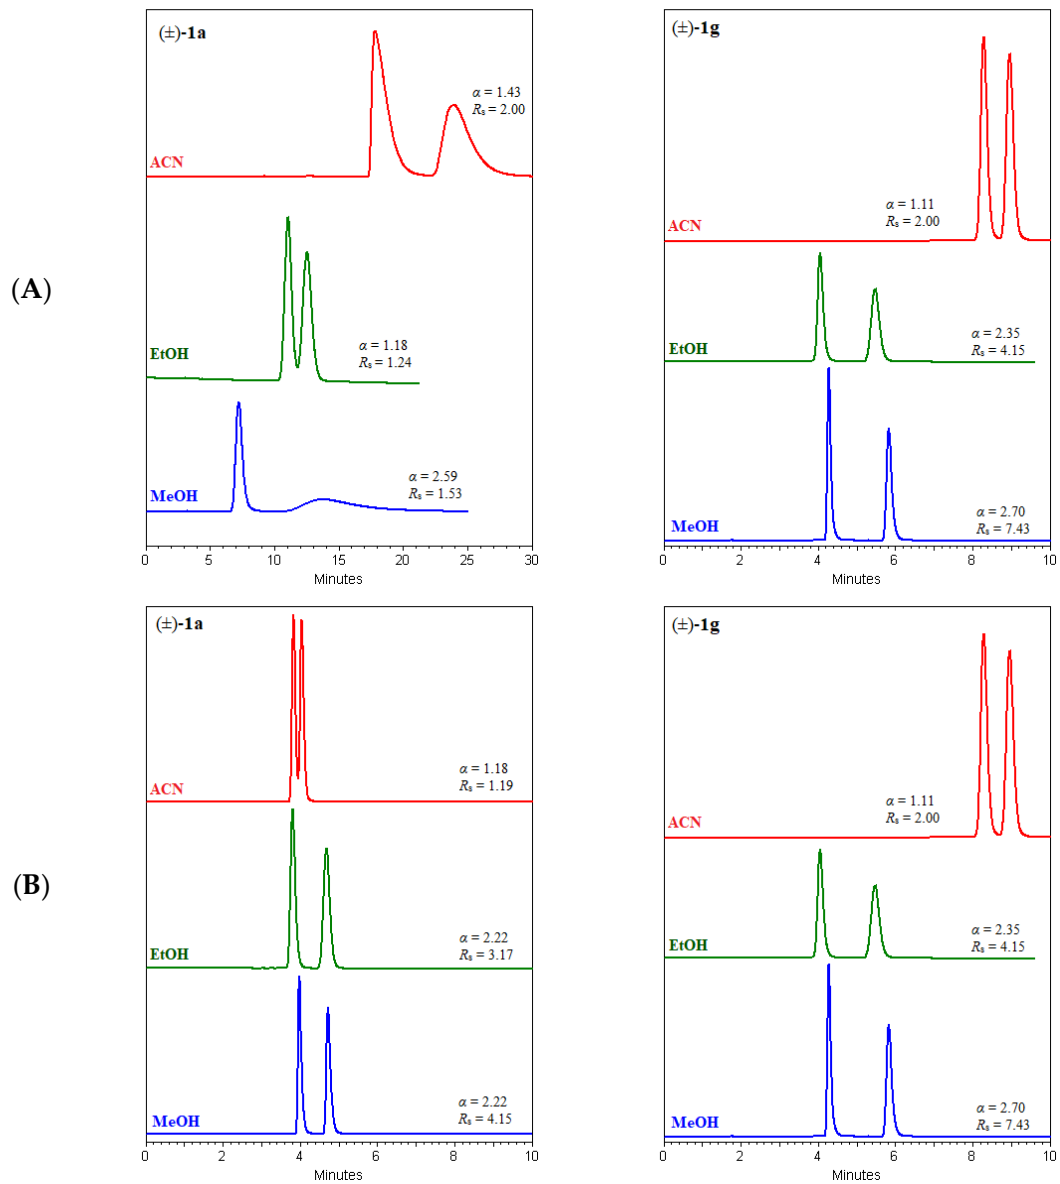 (A)
(±)-1a
α = 1.43
Rs = 2.00
ACN
α = 1.18
Rs = 1.24
EtOH
α = 2.59
Rs = 1.53
MeOH
0 5 10 15 20 25 30
Minutes
(±)-1g
α = 1.11
Rs = 2.00
ACN
α = 2.35
Rs = 4.15
EtOH
α = 2.70
Rs = 7.43
MeOH
0 2 4 6 8 10
Minutes
(B)
(±)-1a
α = 1.18
Rs = 1.19
ACN
α = 2.22
Rs = 3.17
EtOH
α = 2.22
Rs = 4.15
MeOH
0 2 4 6 8 10
Minutes
(±)-1g
α = 1.11
Rs = 2.00
ACN
α = 2.35
Rs = 4.15
EtOH
α = 2.70
Rs = 7.43
MeOH
0 2 4 6 8 10
Minutes